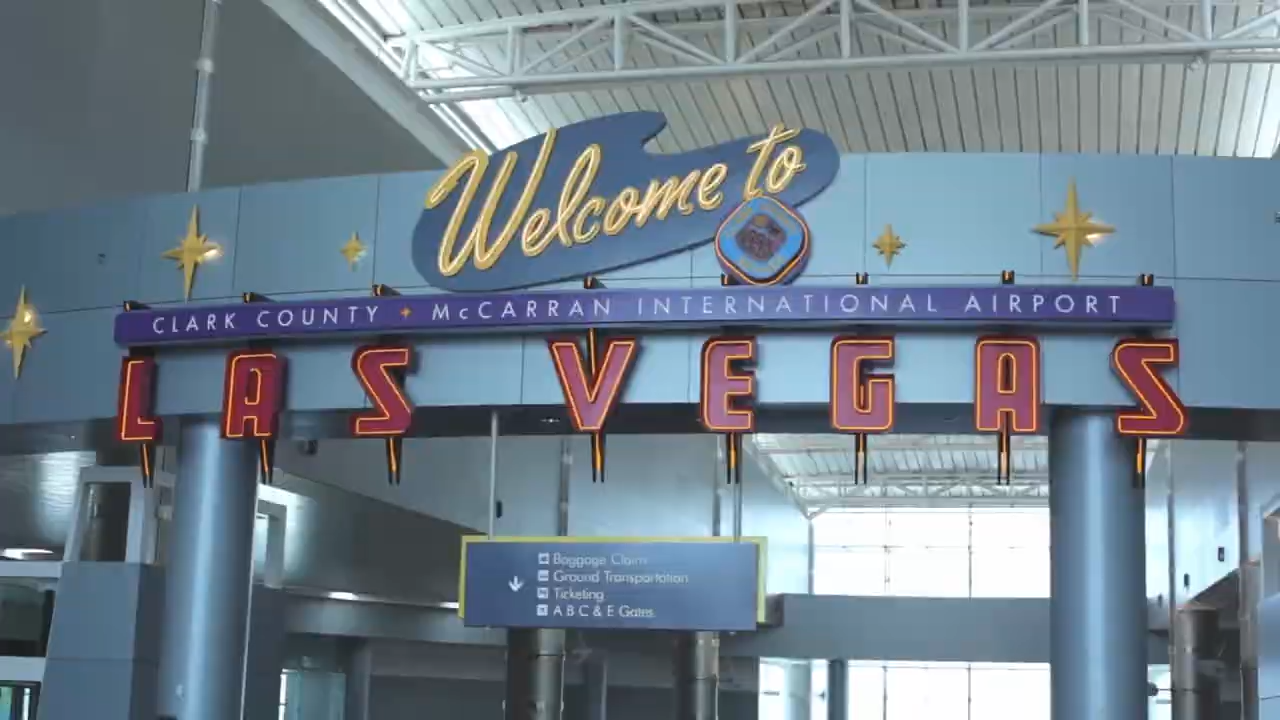 Welcome to
CLARK COUNTY McCARRAN INTERNATIONAL AIRPORT
LAS VEGAS
Baggage Claim
Ground Transportation
Ticketing
A B C & E Gates